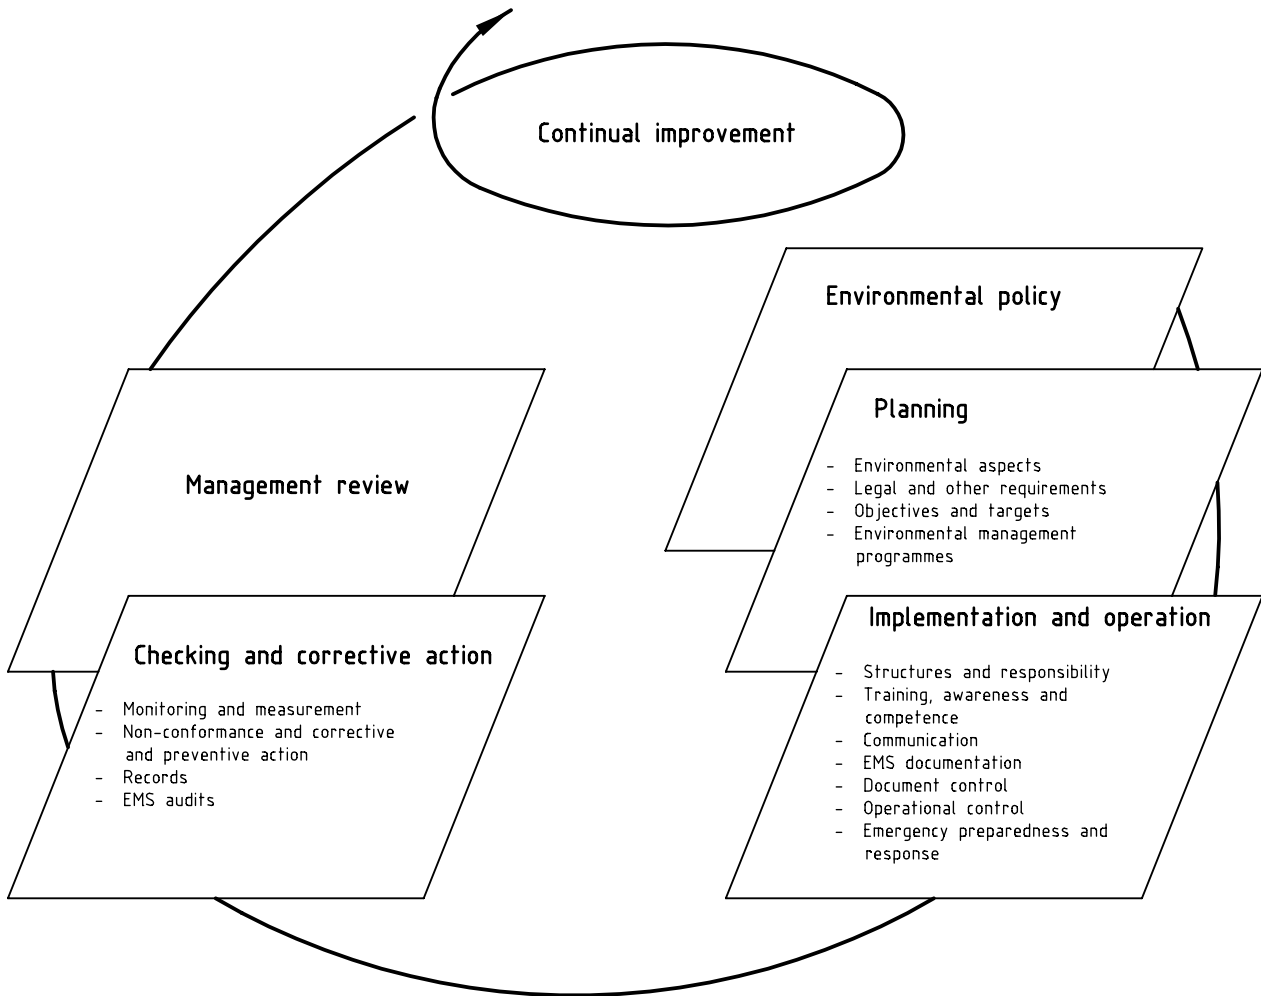 Continual improvement
Environmental policy
Planning
- Environmental aspects
- Legal and other requirements
- Objectives and targets
- Environmental management
programmes
Implementation and operation
- Structures and responsibility
- Training, awareness and
competence
- Communication
- EMS documentation
- Document control
- Operational control
- Emergency preparedness and
response
Checking and corrective action
- Monitoring and measurement
- Non-conformance and corrective
and preventive action
- Records
- EMS audits
Management review